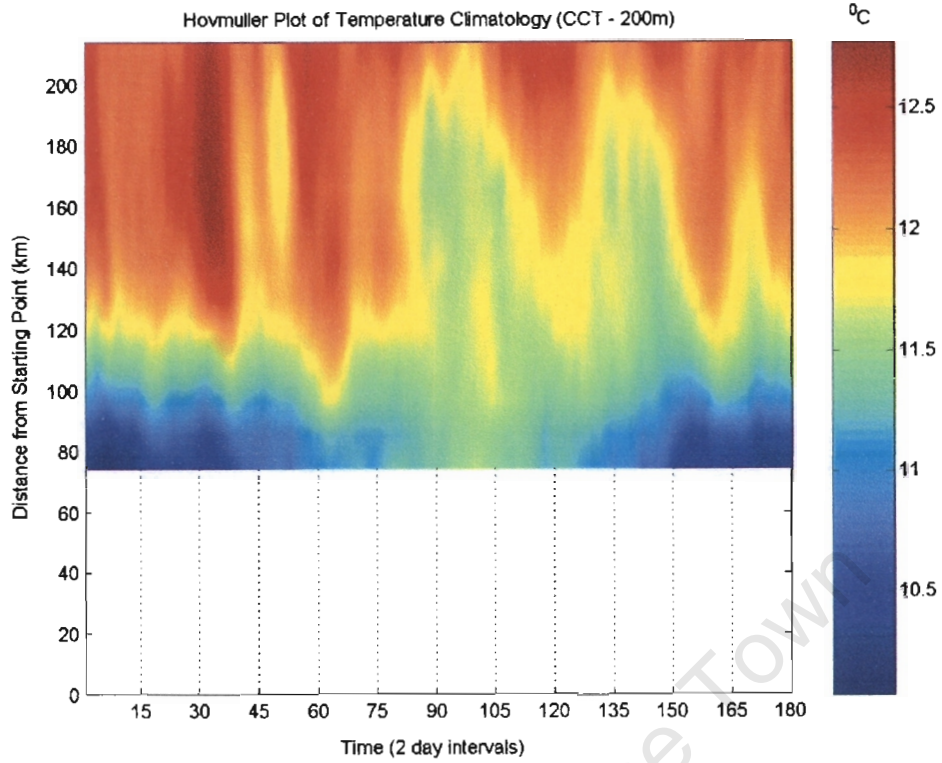 Hovmuller Plot of Temperature Climatology (CCT - 200m)
⁰C
200
180
160
140
120
100
80
60
40
20
0
Distance from Starting Point (km)
15 30 45 60 75 90 105 120 135 150 165 180
Time (2 day intervals)
12.5
12
11.5
11
10.5
e Town